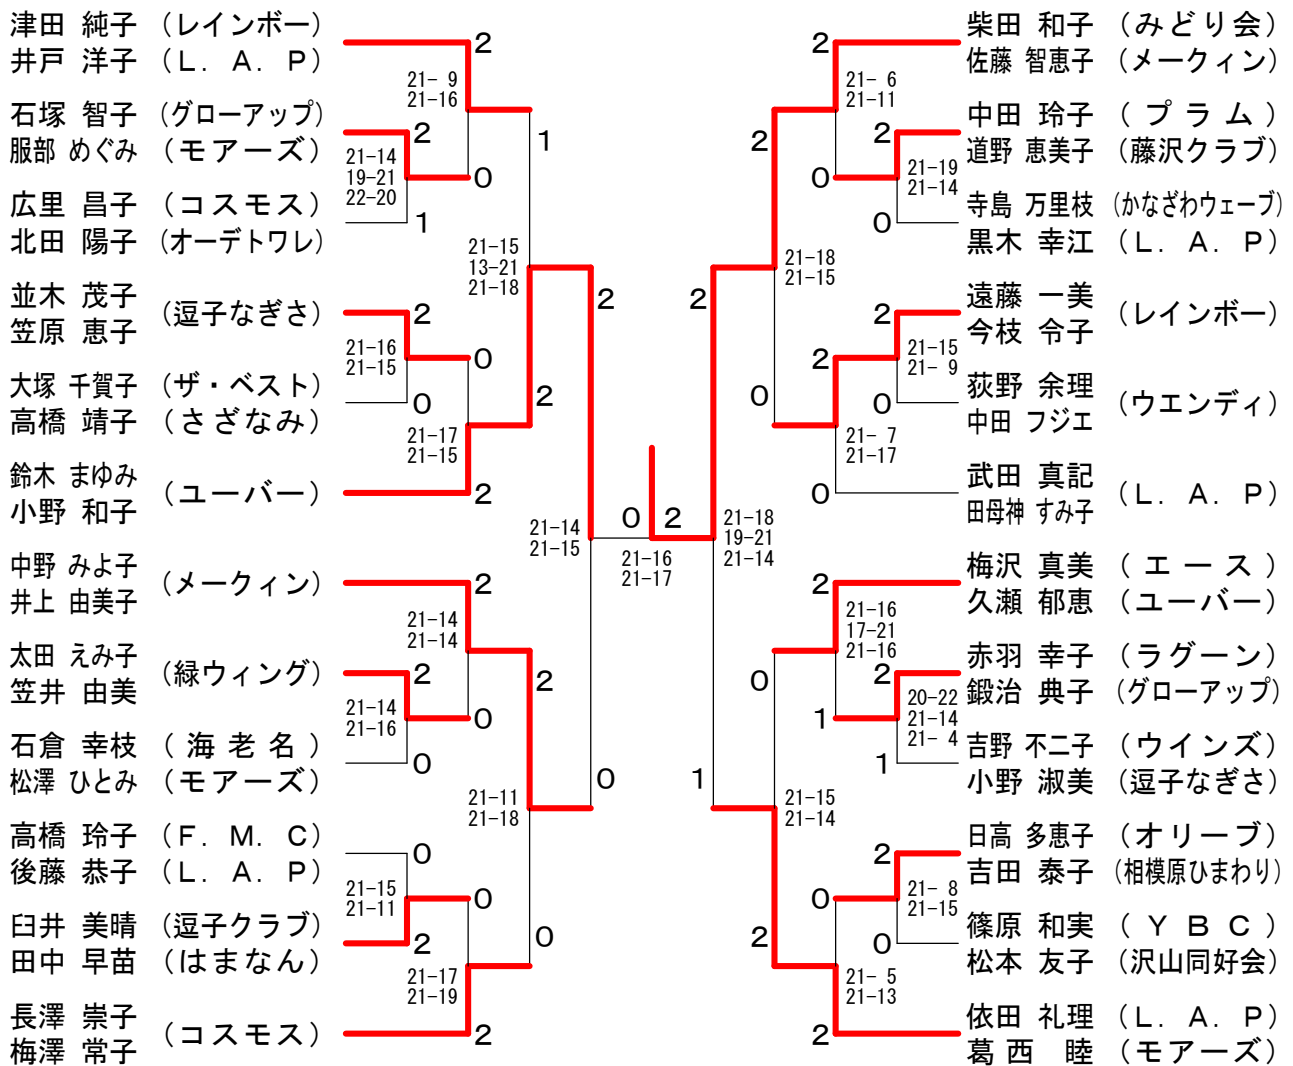 津田 純子 （レインボー）
井戸 洋子 （L. A. P）
石塚 智子 （グローアップ）
服部 めぐみ （モアーズ）
広里 昌子 （コスモス）
北田 陽子 （オーデトワレ）
並木 茂子
笠原 恵子
（逗子なぎさ）
大塚 千賀子 （ザ・ベスト）
高橋 靖子 （さざなみ）
鈴木 まゆみ
小野 和子
（ユーバー）
中野 みよ子
井上 由美子
（メークィン）
太田 えみ子
笠井 由美
（緑ウィング）
石倉 幸枝 （海老名）
松澤 ひとみ （モアーズ）
高橋 玲子 （F. M. C）
後藤 恭子 （L. A. P）
臼井 美晴 （逗子クラブ）
田中 早苗 （はまなん）
長澤 崇子
梅澤 常子
（コスモス）
2
21- 9
21-16
2
21-14
19-21
22-20
0
1
1
21-15
13-21
21-18
2
2
21-16
21-15
0
0
2
21-17
21-15
2
21-14
21-15
0
2
21-16
21-17
2
21-14
21-14
2
2
21-14
21-16
0
0
0
21-11
21-18
0
21-15
21-11
0
2
0
21-17
21-19
2
2
21- 6
21-11
2
2
0
21-19
21-14
0
21-18
21-15
2
2
2
21-15
21- 9
0
0
21- 7
21-17
0
21-18
19-21
21-14
2
21-16
17-21
21-16
0
2
1
20-22
21-14
21- 4
1
1
21-15
21-14
2
0
21- 8
21-15
0
2
21- 5
21-13
2
柴田 和子 （みどり会）
佐藤 智恵子 （メークィン）
中田 玲子 （プラム）
道野 恵美子 （藤沢クラブ）
寺島 万里枝 （かなざわウェーブ）
黒木 幸江 （L. A. P）
遠藤 一美
今枝 令子
（レインボー）
荻野 余理
中田 フジエ
（ウエンディ）
武田 真記
田母神 すみ子
（L. A. P）
梅沢 真美 （エース）
久瀬 郁恵 （ユーバー）
赤羽 幸子 （ラグーン）
鍛治 典子 （グローアップ）
吉野 不二子 （ウインズ）
小野 淑美 （逗子なぎさ）
日高 多恵子 （オリーブ）
吉田 泰子 （相模原ひまわり）
篠原 和実 （YBC）
松本 友子 （沢山同好会）
依田 礼理 （L. A. P）
葛西 睦 （モアーズ）